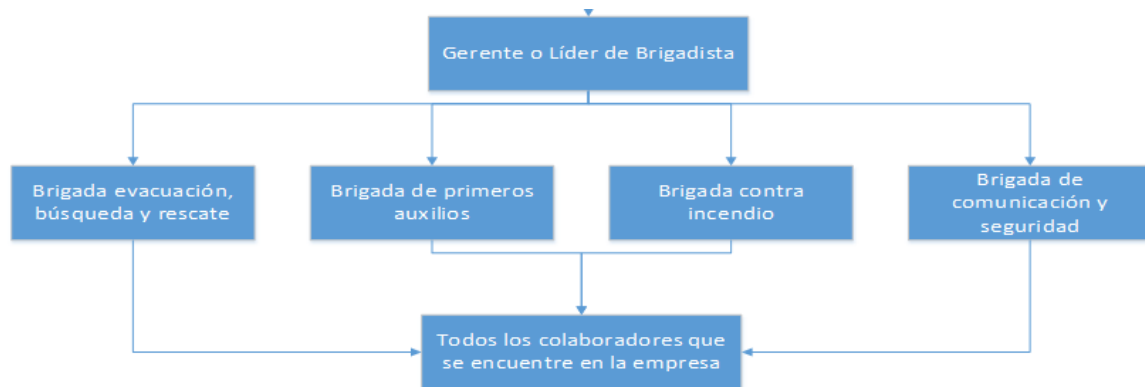 Gerente o Líder de Brigadista
Brigada evacuación,
búsqueda y rescate
Brigada de primeros
auxilios
Brigada contra
incendio
Brigada de
comunicación y
seguridad
Todos los colaboradores que
se encuentre en la empresa